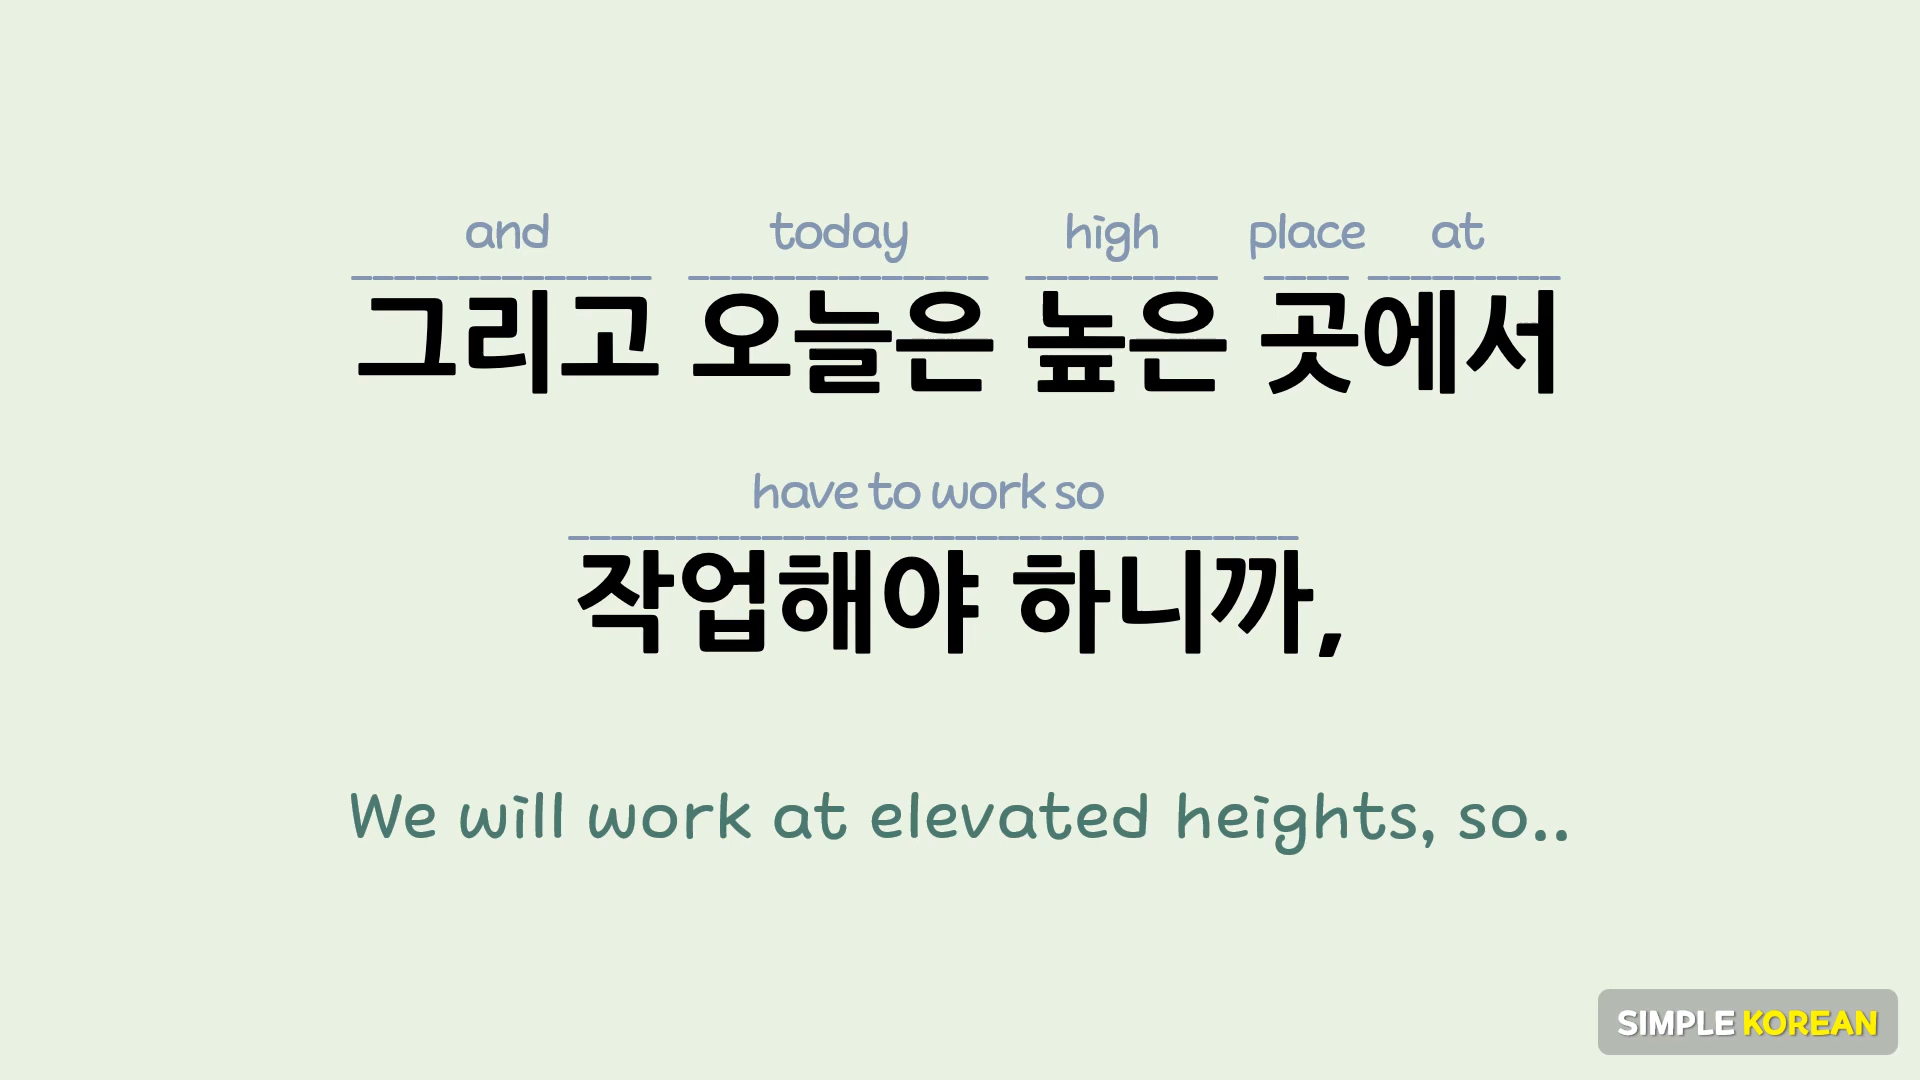 and today high place at
그리고 오늘은 높은 곳에서
have to work so
작업해야 하니까,
We will work at elevated heights, so..
SIMPLE KOREAN